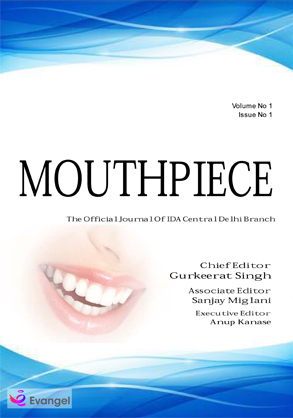 Volume No 1
Issue No 1
MOUTHPIECE
The Official Journal Of IDA Central Delhi Branch
Chief Editor
Gurkeerat Singh
Associate Editor
Sanjay Miglani
Executive Editor
Anup Kanase
Evangel